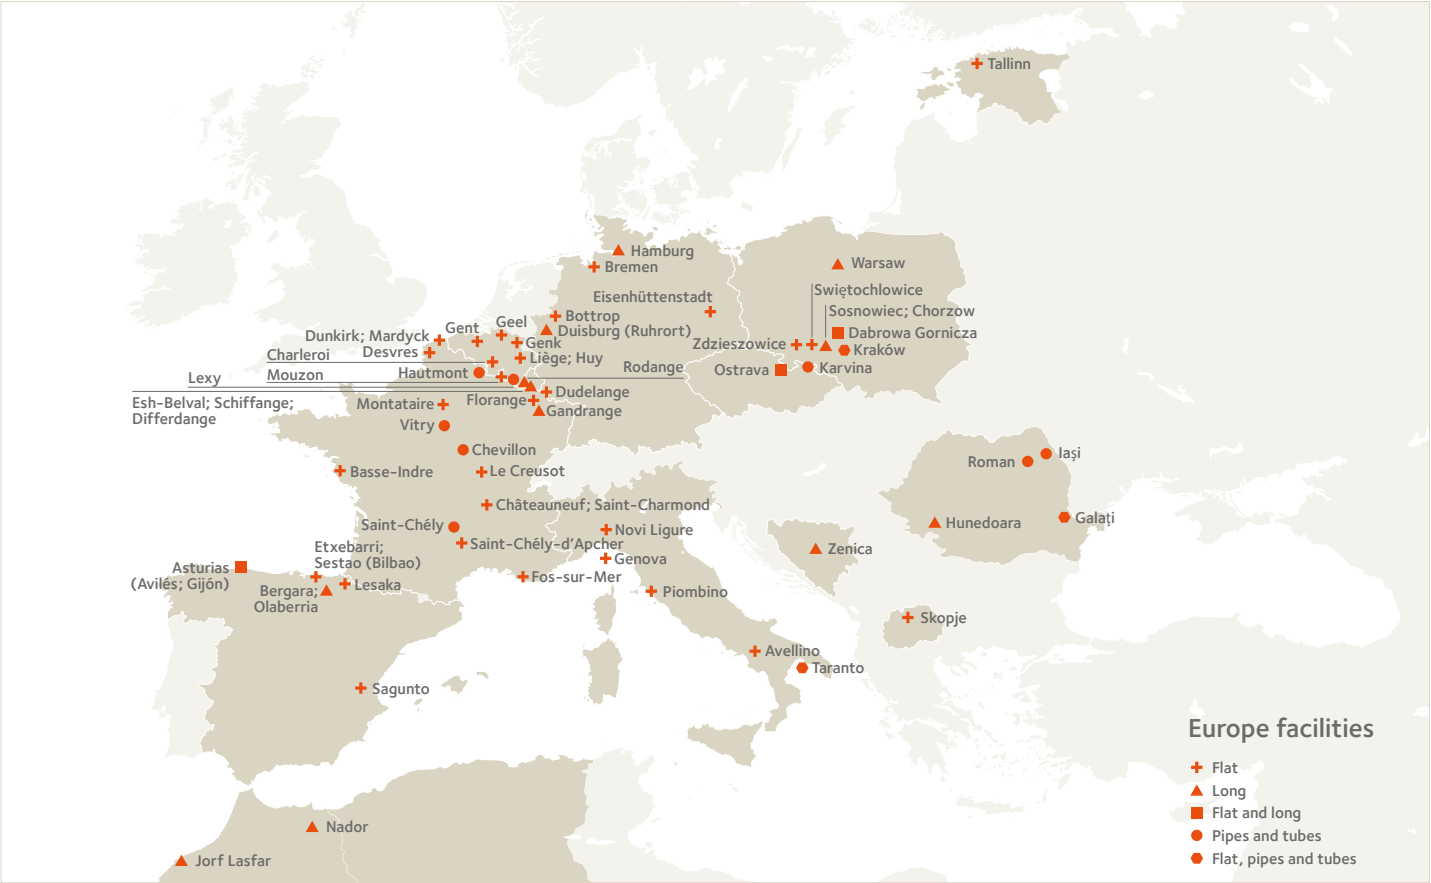 Tallinn
Hamburg
Bremen
Warsaw
Swiętochlowice
Eisenhüttenstadt
Sosnowiec; Chorzow
Bottrop
Geel
Gent
Duisburg (Ruhrort)
Dabrowa Gornicza
Dunkirk; Mardyck
Genk
Zdzieszowice
Kraków
Desvres
Charleroi
Liège; Huy
Rodange
Ostrava
Karvina
Hautmont
Mouzon
Lexy
Dudelange
Florange
Esh-Belval; Schiffange;
Differdange
Montataire
Gandrange
Vitry
Chevillon
Iaşi
Roman
Basse-Indre
Le Creusot
Châteauneuf; Saint-Charmond
Galaţi
Hunedoara
Saint-Chély
Novi Ligure
Saint-Chély-d’Apcher
Zenica
Etxebarri;
Sestao (Bilbao)
Genova
Asturias
(Avilés; Gijón)
Fos-sur-Mer
Lesaka
Bergara;
Olaberria
Piombino
Skopje
Avellino
Taranto
Sagunto
Nador
Jorf Lasfar
Europe facilities
Flat
Long
Flat and long
Pipes and tubes
Flat, pipes and tubes